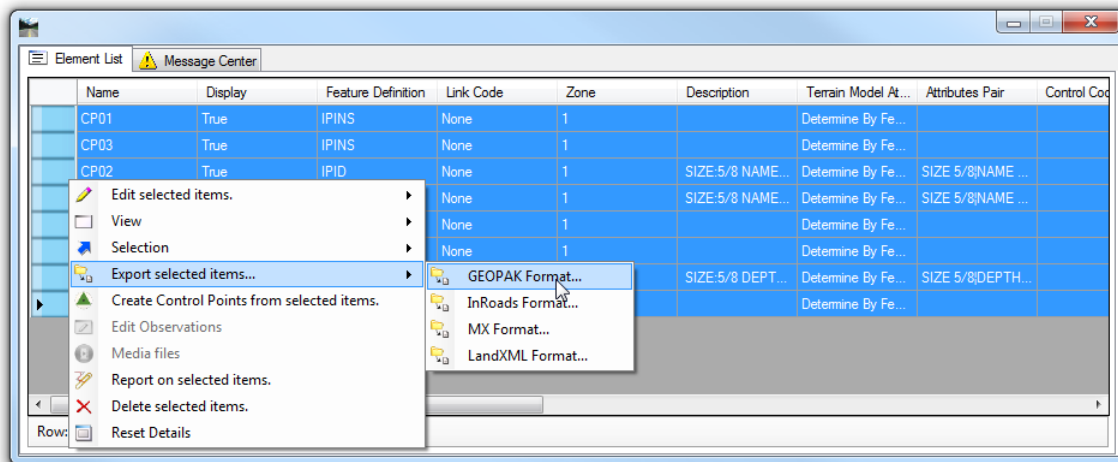 Element List Message Center
Name Display Feature Definition Link Code Zone Description Terrain Model At... Attributes Pair Control Cod
CP01 True IPINS None 1 Determine By Fe...
CP03 True IPINS None 1 Determine By Fe...
CP02 True IPID None 1 SIZE:5/8 NAME... Determine By Fe... SIZE 5/8¦NAME ...
Edit selected items. None 1 SIZE:5/8 NAME... Determine By Fe... SIZE 5/8¦NAME ...
View
Selection None 1 Determine By Fe...
Export selected items... GEOPAK Format... SIZE:5/8 DEPT... Determine By Fe... SIZE 5/8¦DEPTH...
Create Control Points from selected items. InRoads Format... Determine By Fe...
Edit Observations MX Format...
Media files LandXML Format...
Report on selected items.
Delete selected items.
Row:
Reset Details